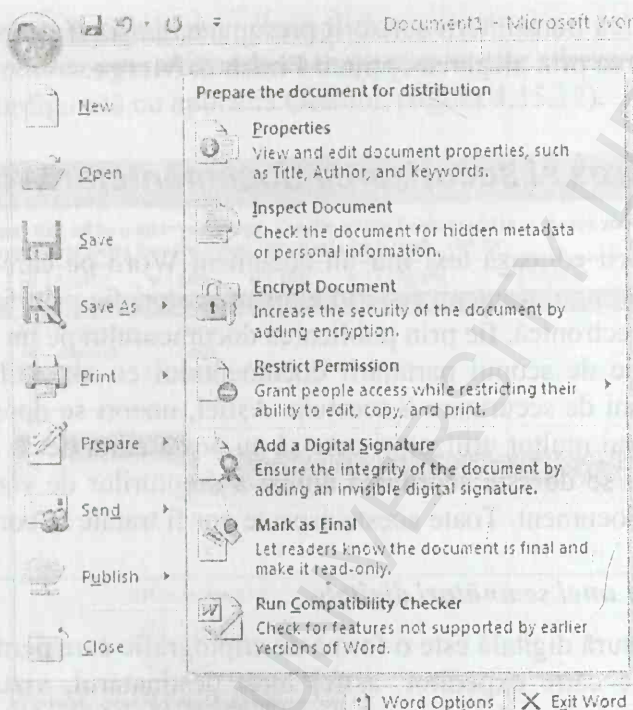 Document1 - Microsoft Wor
New
Open
Save
Save As
Print
Prepare
Send
Publish
Close
Prepare the document for distribution
Properties
View and edit document properties, such
as Title, Author, and Keywords.
Inspect Document
Check the document for hidden metadata
or personal information.
Encrypt Document
Increase the security of the document by
adding encryption.
Restrict Permission
Grant people access while restricting their
ability to edit, copy, and print.
Add a Digital Signature
Ensure the integrity of the document by
adding an invisible digital signature.
Mark as Final
Let readers know the document is final and
make it read-only.
Run Compatibility Checker
Check for features not supported by earlier
versions of Word.
Word Options
Exit Word
UNIVERSITY